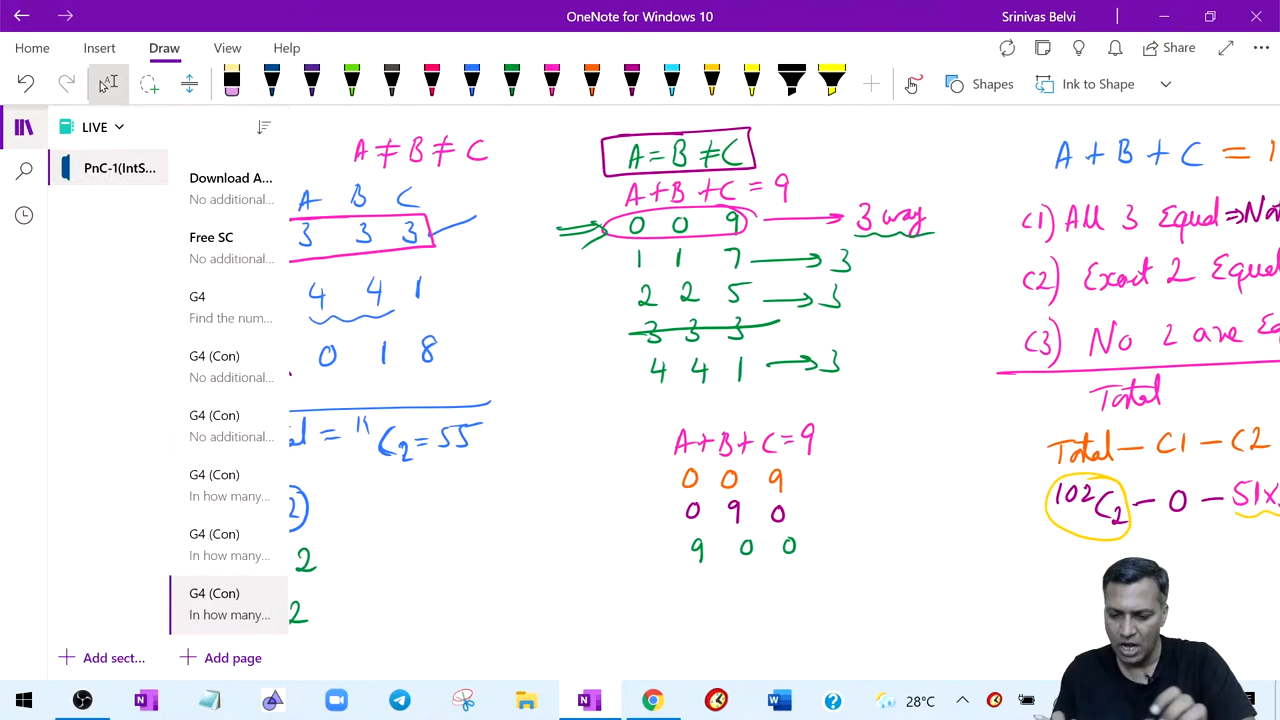 OneNote for Windows 10
Srinivas Belvi
Home Insert Draw View Help
Share
Shapes
Ink to Shape
LIVE
PnC-1(IntS...
Download A...
No additional...
Free SC
No additional...
G4
Find the num...
G4 (Con)
No additional...
G4 (Con)
No additional...
G4 (Con)
In how many...
G4 (Con)
In how many...
G4 (Con)
In how many...
Add sect...
Add page
A ≠ B ≠ C
A B C
3 3 3
4 4 1
0 1 8
= ¹¹C₂ = 55
2
2
A = B ≠ C
A + B + C = 9
0 0 9 → 3 way
1 1 7 → 3
2 2 5 → 3
3 3 3
4 4 1 → 3
A + B + C = 9
0 0 9
0 9 0
9 0 0
A + B + C = 1
C1) All 3 Equal ⇒
C2) Exact 2 Equal
C3) No 2 are
Total
Total – C1 – C2
¹⁰²C₂ – 0 – 51×
28°C